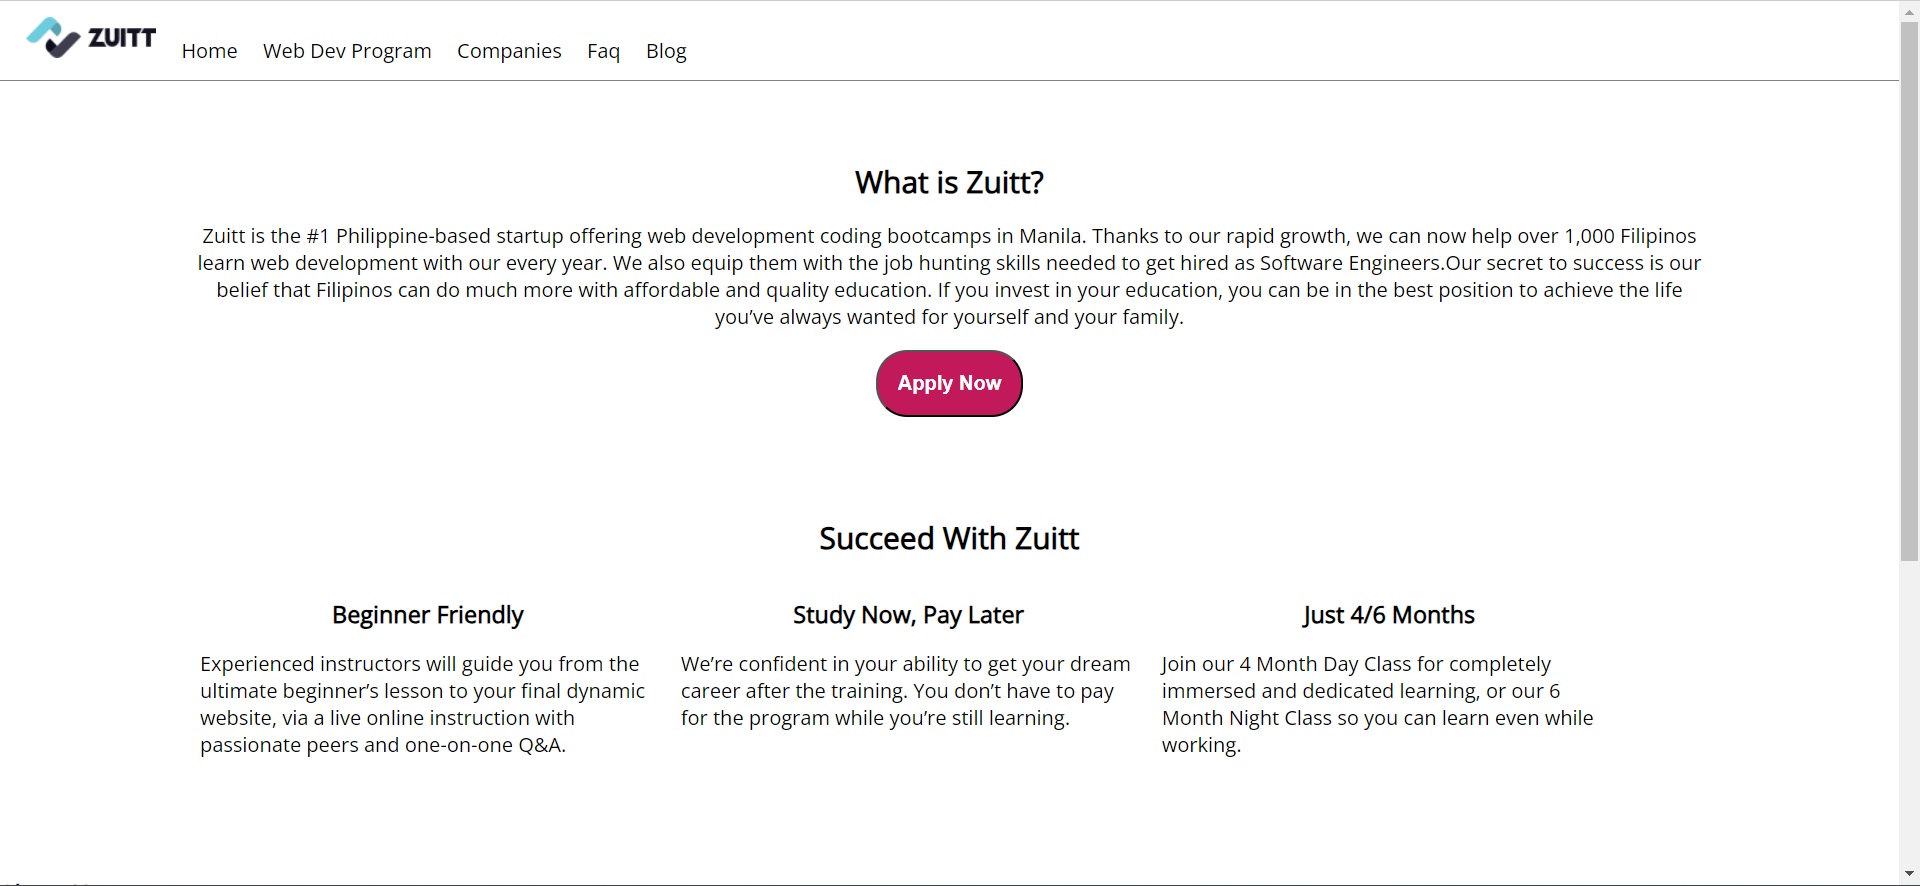 ZUITT
Home Web Dev Program Companies Faq Blog
What is Zuitt?
Zuitt is the #1 Philippine-based startup offering web development coding bootcamps in Manila. Thanks to our rapid growth, we can now help over 1,000 Filipinos
learn web development with our every year. We also equip them with the job hunting skills needed to get hired as Software Engineers.Our secret to success is our
belief that Filipinos can do much more with affordable and quality education. If you invest in your education, you can be in the best position to achieve the life
you’ve always wanted for yourself and your family.
Apply Now
Succeed With Zuitt
Beginner Friendly
Experienced instructors will guide you from the
ultimate beginner’s lesson to your final dynamic
website, via a live online instruction with
passionate peers and one-on-one Q&A.
Study Now, Pay Later
We’re confident in your ability to get your dream
career after the training. You don’t have to pay
for the program while you’re still learning.
Just 4/6 Months
Join our 4 Month Day Class for completely
immersed and dedicated learning, or our 6
Month Night Class so you can learn even while
working.